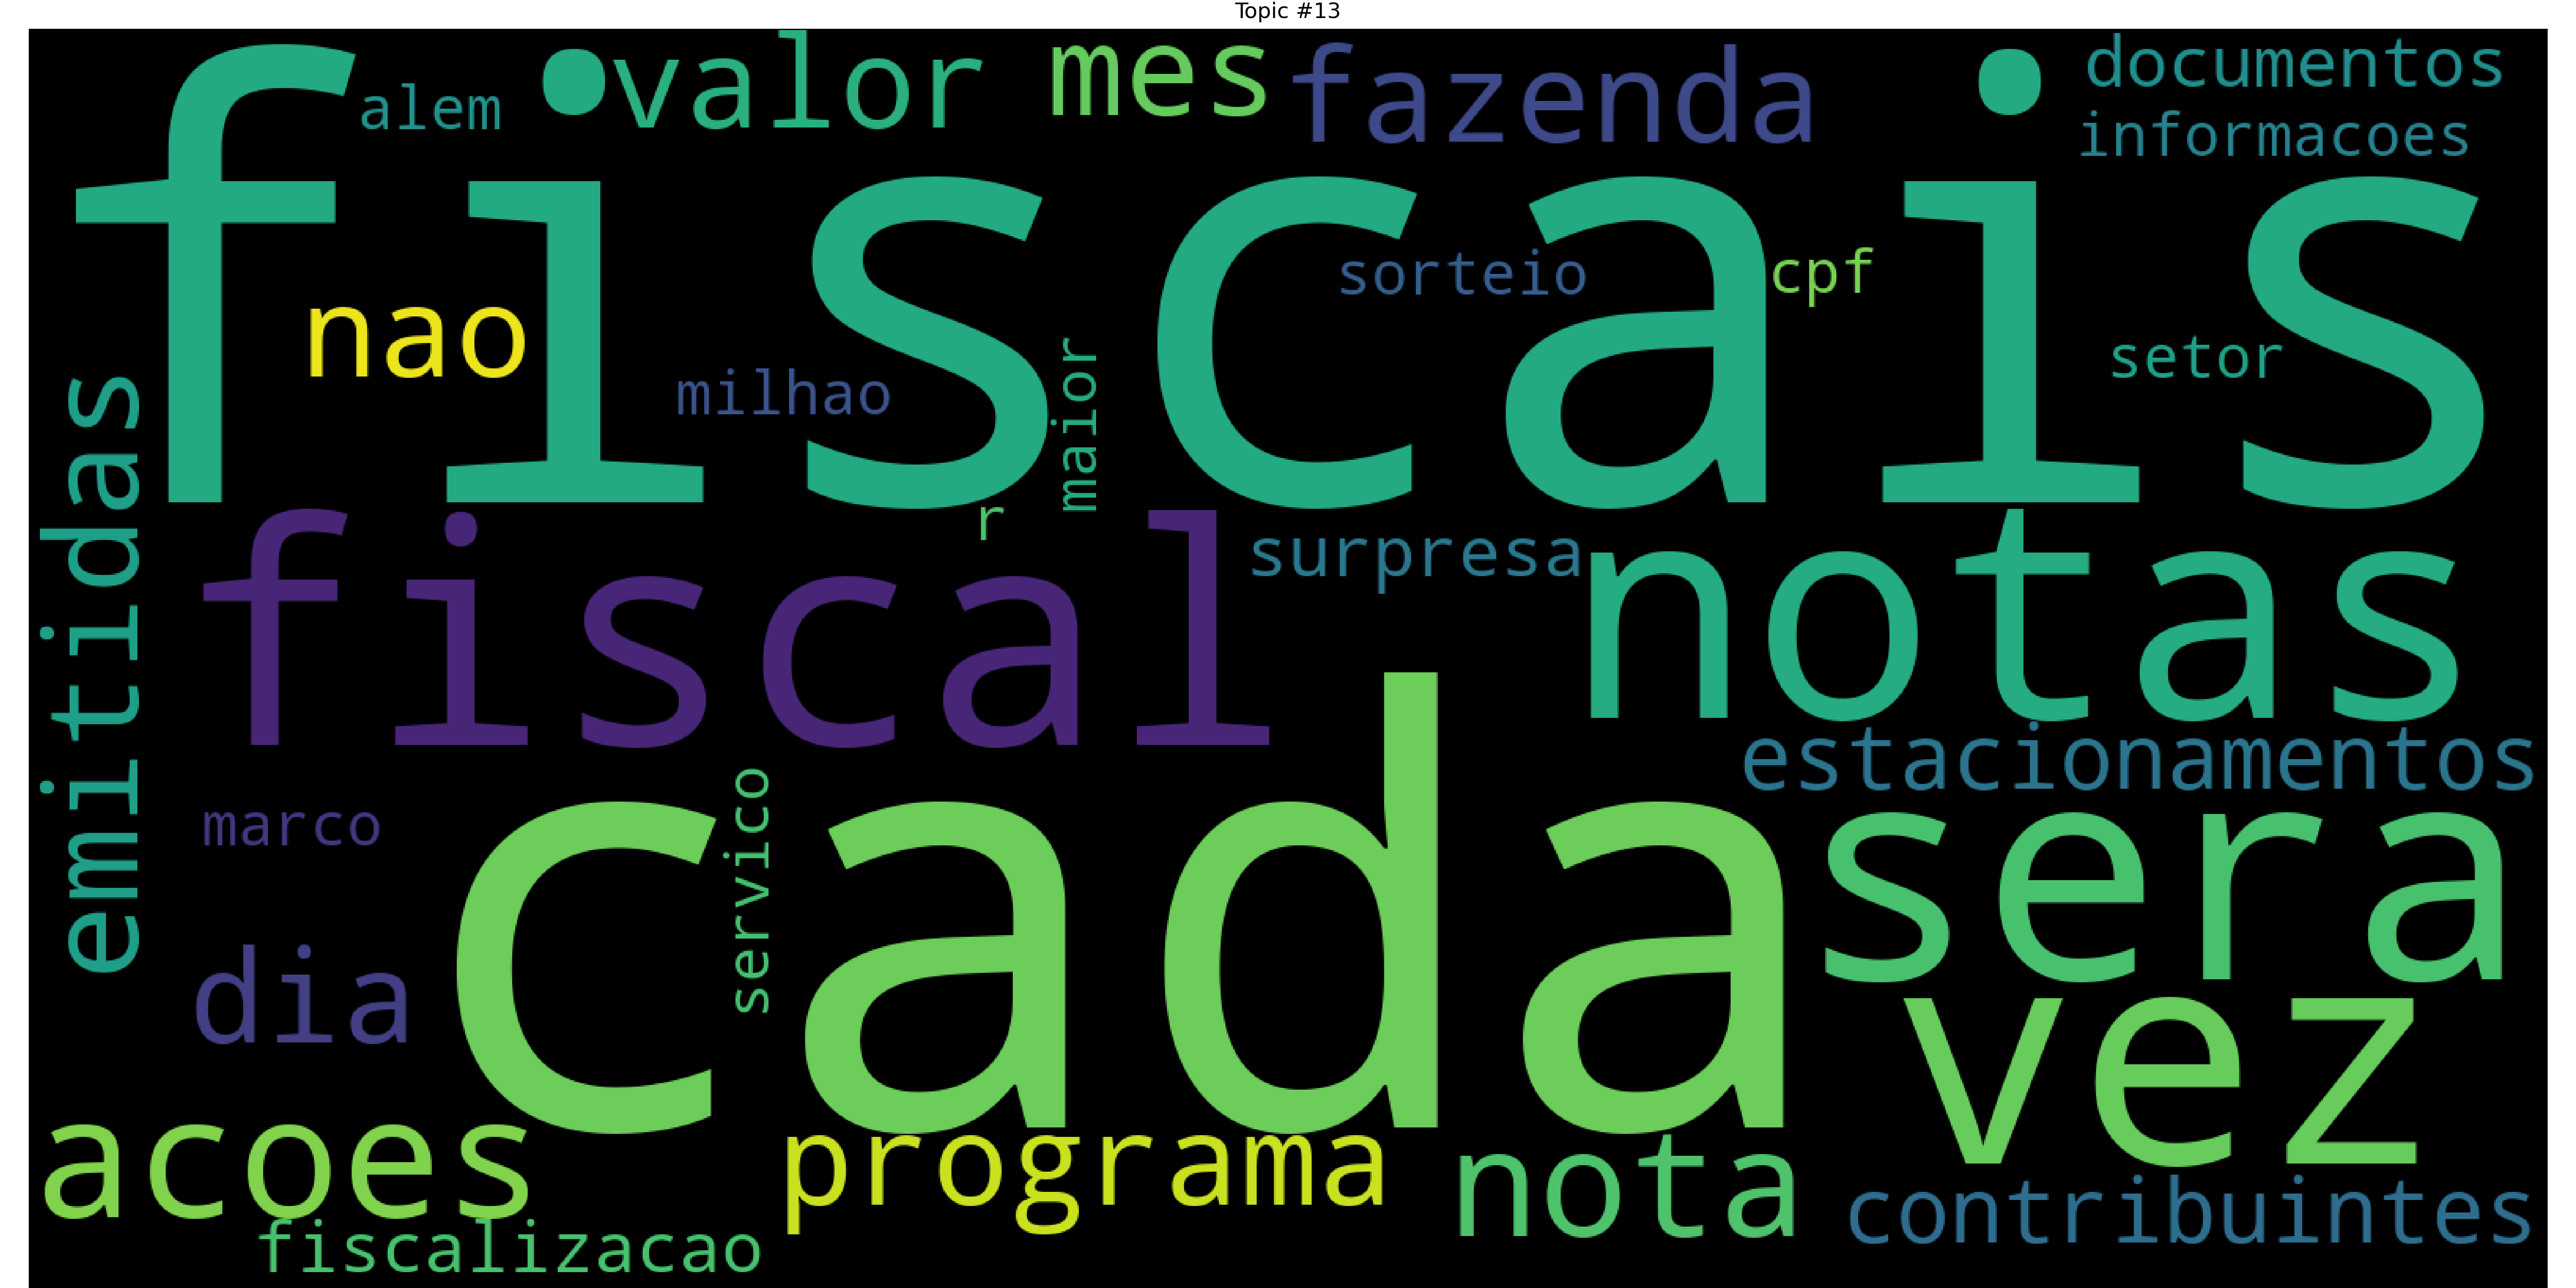 Topic #13
alem
valor
mes
fazenda
documentos
informacoes
fiscais
sorteio
cpf
nao
setor
milhao
maior
emitidas
r
fiscal
surpresa
notas
estacionamentos
marco
servico
cada
sera
dia
vez
acoes
programa
nota
contribuintes
fiscalizacao